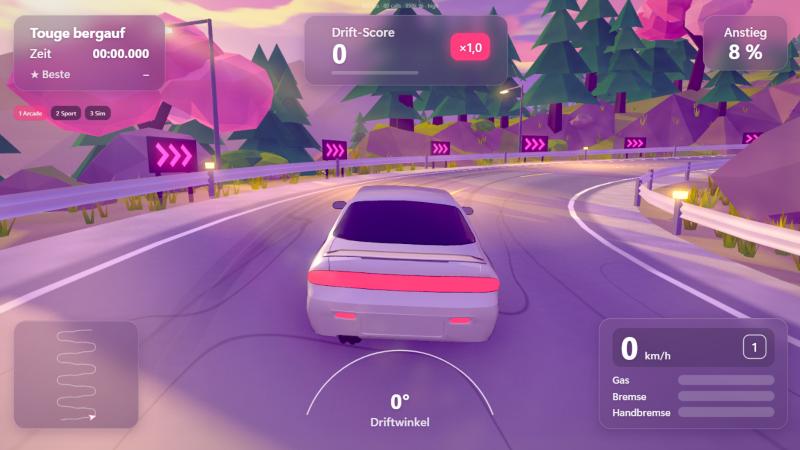 Touge bergauf
Zeit 00:00.000
★ Beste –
1 Arcade 2 Sport 3 Sim
Drift-Score
0
×1,0
Anstieg
8 %
0 km/h 1
Gas
Bremse
Handbremse
0°
Driftwinkel